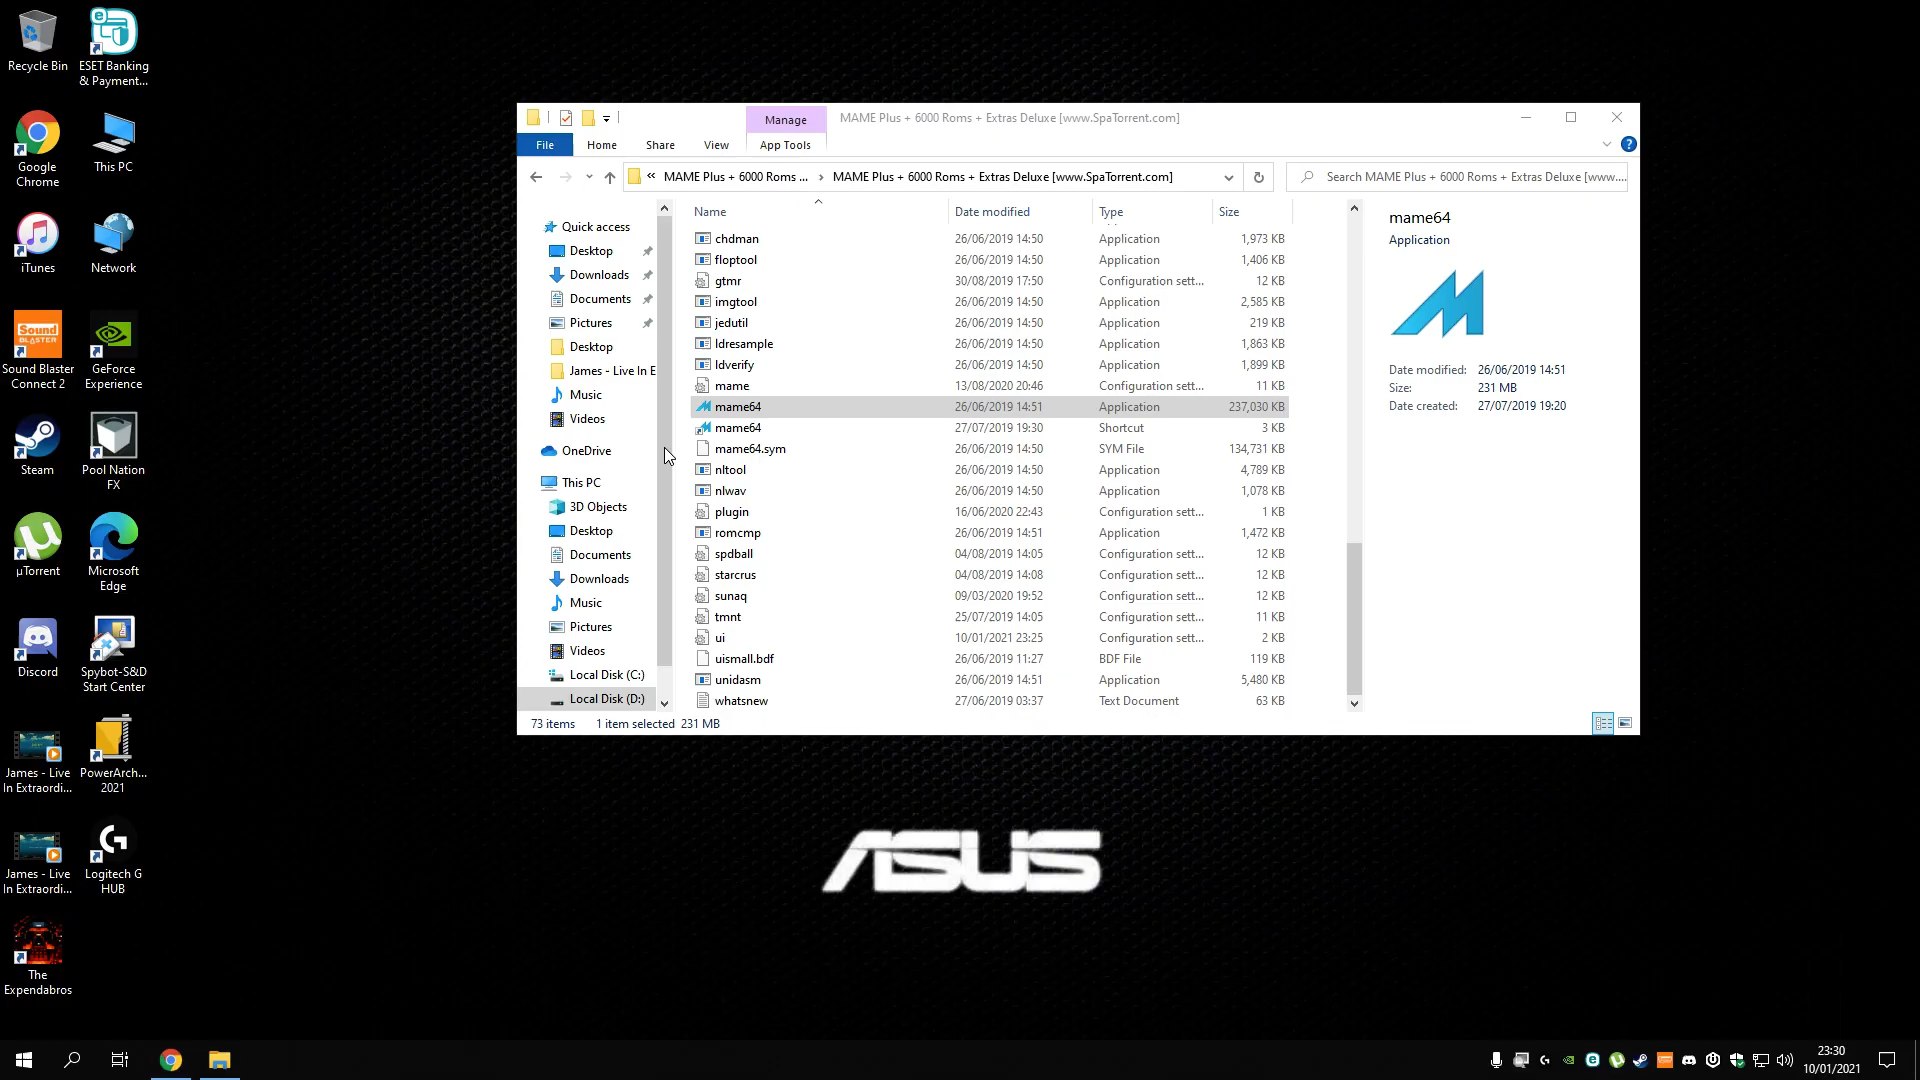 Recycle Bin
ESET Banking
& Payment...
Google
Chrome
This PC
iTunes
Network
Sound
BLASTER
Sound Blaster
Connect 2
GeForce
Experience
Steam
Pool Nation
FX
µTorrent
Microsoft
Edge
Discord
Spybot-S&D
Start Center
James - Live
In Extraordi...
PowerArch...
2021
James - Live
In Extraordi...
Logitech G
HUB
The
Expendabros
Manage
MAME Plus + 6000 Roms + Extras Deluxe [www.SpaTorrent.com]
File Home Share View App Tools
« MAME Plus + 6000 Roms ... › MAME Plus + 6000 Roms + Extras Deluxe [www.SpaTorrent.com]
Search MAME Plus + 6000 Roms + Extras Deluxe [www....
Quick access
Desktop
Downloads
Documents
Pictures
Desktop
James - Live In E
Music
Videos
OneDrive
This PC
3D Objects
Desktop
Documents
Downloads
Music
Pictures
Videos
Local Disk (C:)
Local Disk (D:)
Name Date modified Type Size
chdman 26/06/2019 14:50 Application 1,973 KB
floptool 26/06/2019 14:50 Application 1,406 KB
gtmr 30/08/2019 17:50 Configuration sett... 12 KB
imgtool 26/06/2019 14:50 Application 2,585 KB
jedutil 26/06/2019 14:50 Application 219 KB
ldresample 26/06/2019 14:50 Application 1,863 KB
ldverify 26/06/2019 14:50 Application 1,899 KB
mame 13/08/2020 20:46 Configuration sett... 11 KB
mame64 26/06/2019 14:51 Application 237,030 KB
mame64 27/07/2019 19:30 Shortcut 3 KB
mame64.sym 26/06/2019 14:50 SYM File 134,731 KB
nltool 26/06/2019 14:50 Application 4,789 KB
nlwav 26/06/2019 14:50 Application 1,078 KB
plugin 16/06/2020 22:43 Configuration sett... 1 KB
romcmp 26/06/2019 14:51 Application 1,472 KB
spdball 04/08/2019 14:05 Configuration sett... 12 KB
starcrus 04/08/2019 14:08 Configuration sett... 12 KB
sunaq 09/03/2020 19:52 Configuration sett... 12 KB
tmnt 25/07/2019 14:05 Configuration sett... 11 KB
ui 10/01/2021 23:25 Configuration sett... 2 KB
uismall.bdf 26/06/2019 11:27 BDF File 119 KB
unidasm 26/06/2019 14:51 Application 5,480 KB
whatsnew 27/06/2019 03:37 Text Document 63 KB
mame64
Application
Date modified: 26/06/2019 14:51
Size: 231 MB
Date created: 27/07/2019 19:20
73 items 1 item selected 231 MB
ASUS
23:30
10/01/2021